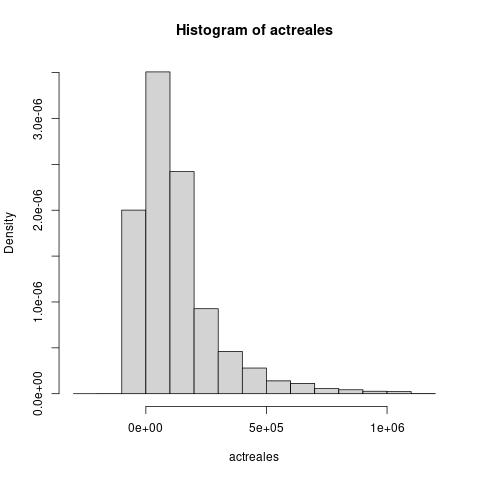 Histogram of actreales
Density
3.0e-06
2.0e-06
1.0e-06
0.0e+00
0e+00 5e+05 1e+06
actreales